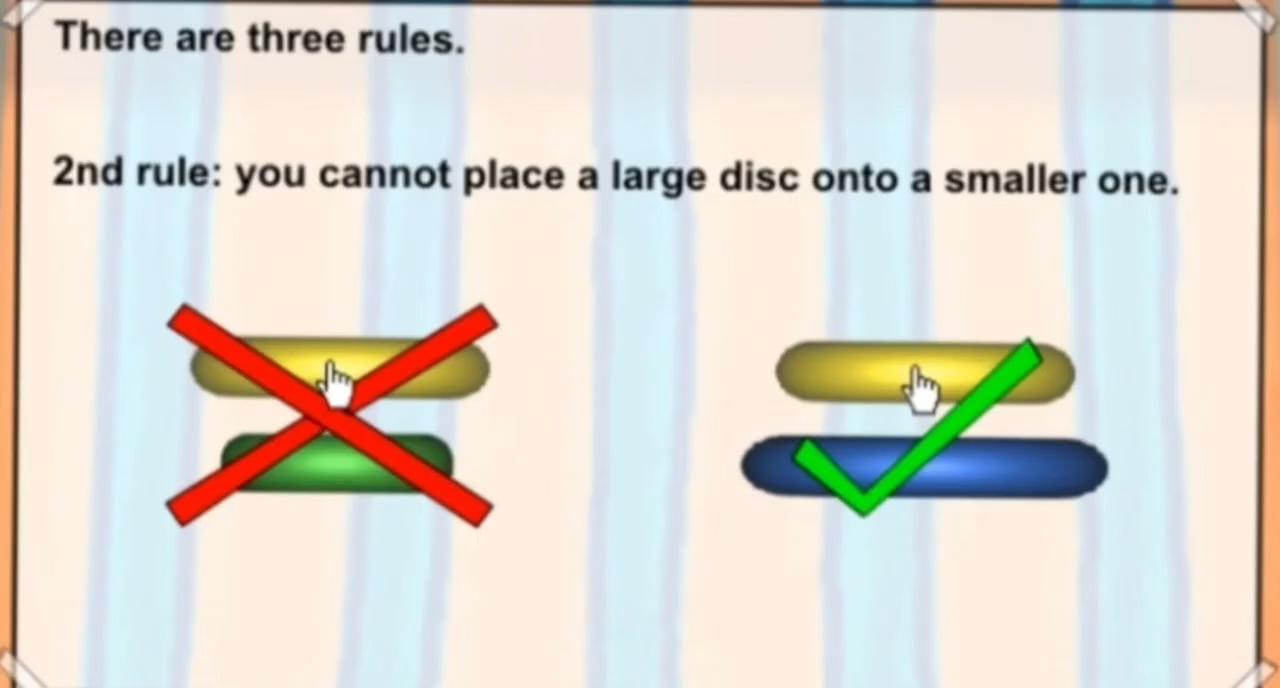 There are three rules.
2nd rule: you cannot place a large disc onto a smaller one.